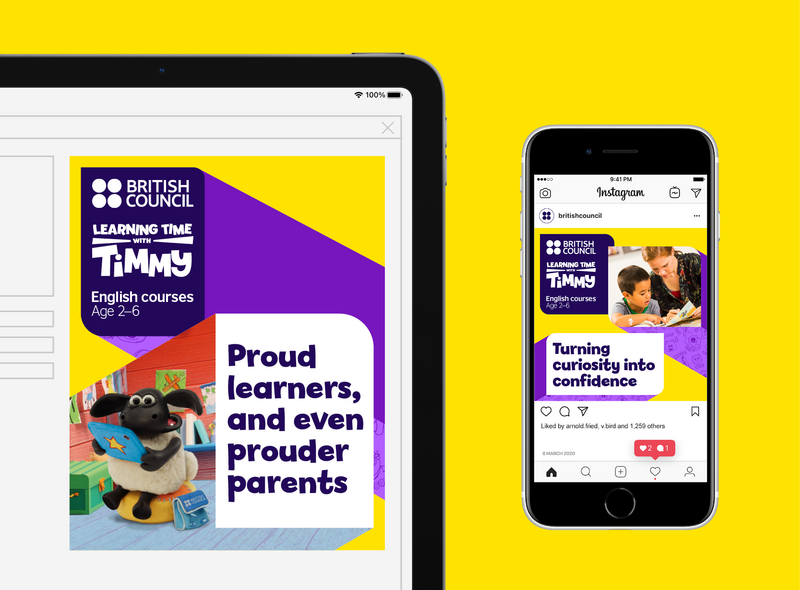 100%
BRITISH
COUNCIL
LEARNING TIME
WITH
TIMMY
English courses
Age 2–6
Proud
learners,
and even
prouder
parents
9:41 PM
Instagram
britishcouncil
BRITISH
COUNCIL
LEARNING TIME
WITH
TIMMY
English courses
Age 2–6
Turning
curiosity into
confidence
Liked by arnold.fried, v.bird and 1,259 others
2 1
6 MARCH 2020